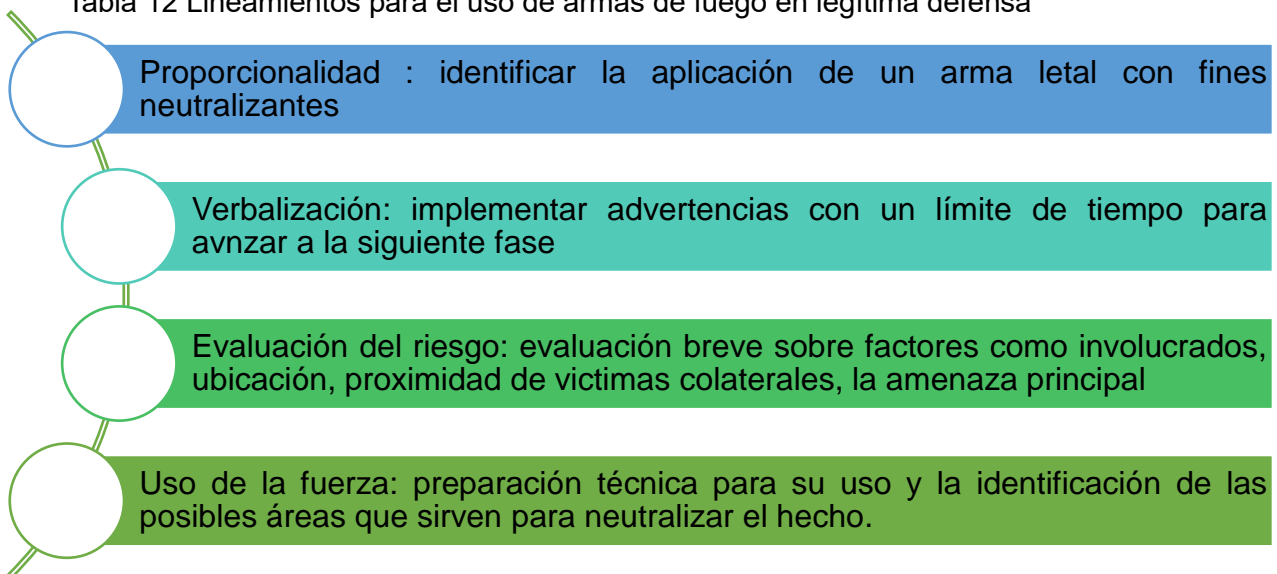 Tabla 12 Lineamientos para el uso de armas de fuego en legítima defensa
Proporcionalidad : identificar la aplicación de un arma letal con fines
neutralizantes
Verbalización: implementar advertencias con un límite de tiempo para
avnzar a la siguiente fase
Evaluación del riesgo: evaluación breve sobre factores como involucrados,
ubicación, proximidad de victimas colaterales, la amenaza principal
Uso de la fuerza: preparación técnica para su uso y la identificación de las
posibles áreas que sirven para neutralizar el hecho.